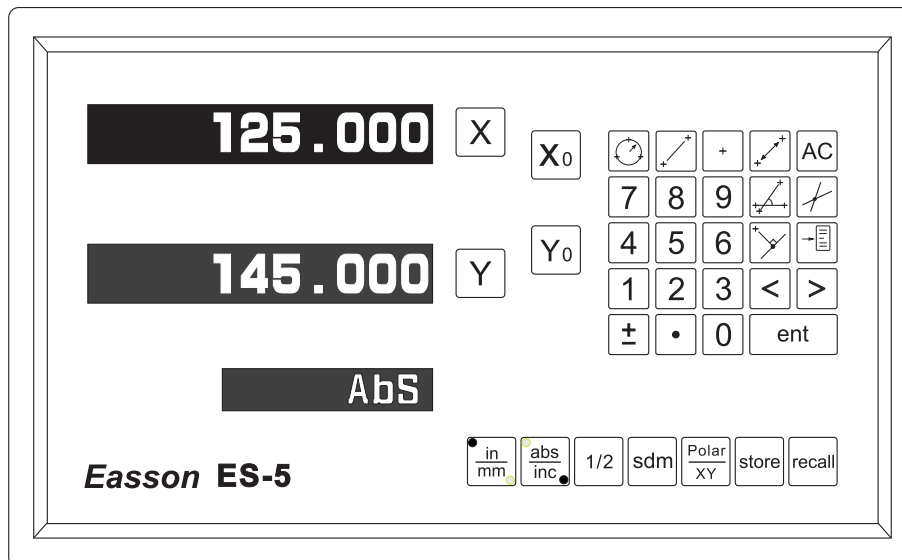 125.000 X
X0
145.000 Y
Y0
AbS
+ AC
7 8 9
4 5 6
1 2 3 < >
± • 0 ent
in
mm
abs
inc
1/2
sdm
Polar
XY
store
recall
Easson ES-5